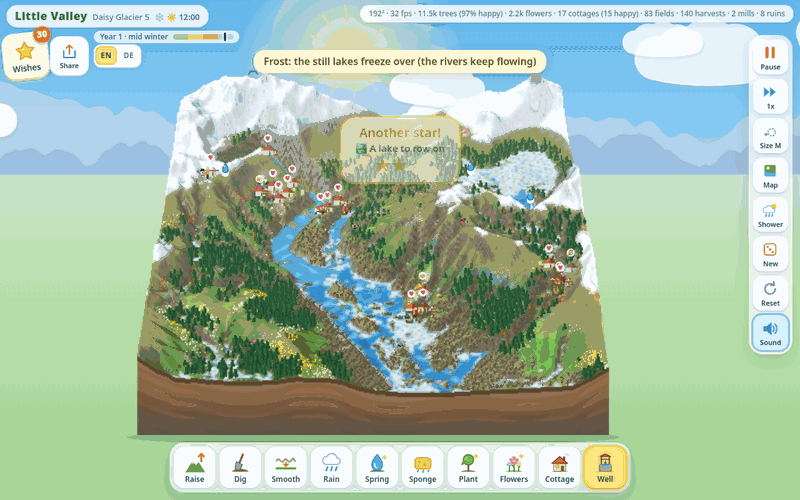 Little Valley Daisy Glacier 5 12:00
192² · 32 fps · 11.5k trees (97% happy) · 2.2k flowers · 17 cottages (15 happy) · 83 fields · 140 harvests · 2 mills · 8 ruins
30
Wishes
Share
Year 1 · mid winter
EN DE
Frost: the still lakes freeze over (the rivers keep flowing)
Another star!
A lake to row on
Pause
1x
Size M
Map
Shower
New
Reset
Sound
Raise
Dig
Smooth
Rain
Spring
Sponge
Plant
Flowers
Cottage
Well